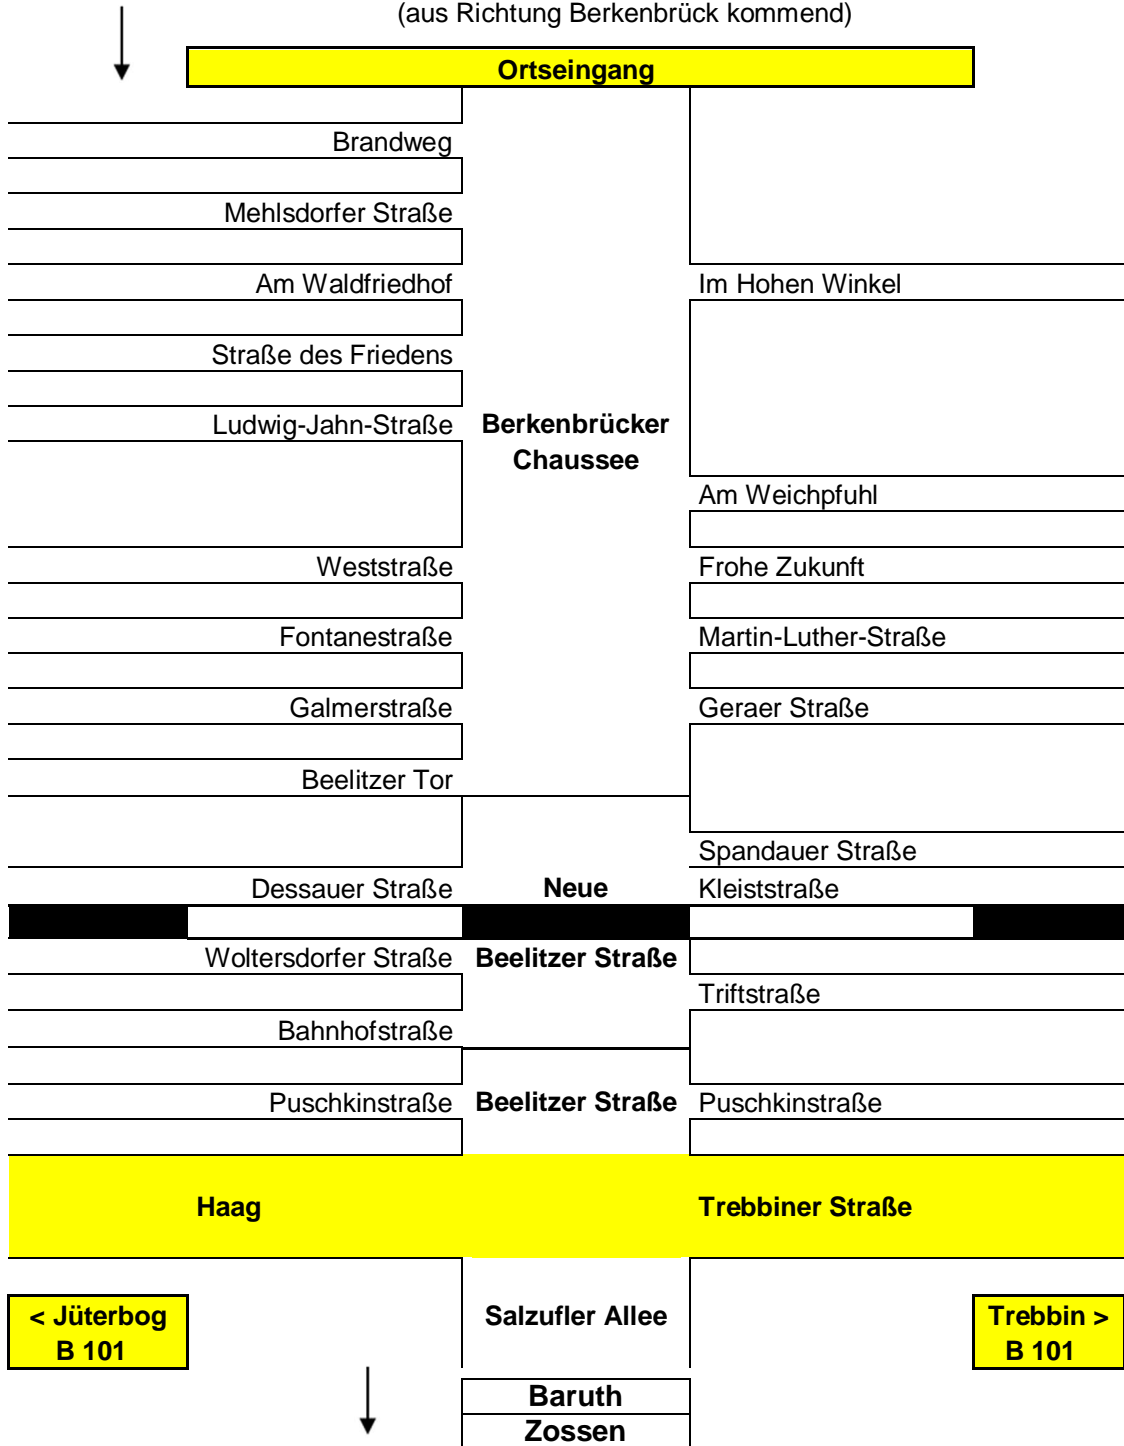 (aus Richtung Berkenbrück kommend)
Ortseingang
Brandweg
Mehlsdorfer Straße
Am Waldfriedhof
Im Hohen Winkel
Straße des Friedens
Ludwig-Jahn-Straße
Berkenbrücker
Chaussee
Am Weichpfuhl
Weststraße
Frohe Zukunft
Fontanestraße
Martin-Luther-Straße
Galmerstraße
Geraer Straße
Beelitzer Tor
Spandauer Straße
Dessauer Straße
Neue
Kleiststraße
Woltersdorfer Straße
Beelitzer Straße
Triftstraße
Bahnhofstraße
Puschkinstraße
Beelitzer Straße
Puschkinstraße
Haag
Trebbiner Straße
< Jüterbog
B 101
Salzufler Allee
Trebbin >
B 101
Baruth
Zossen